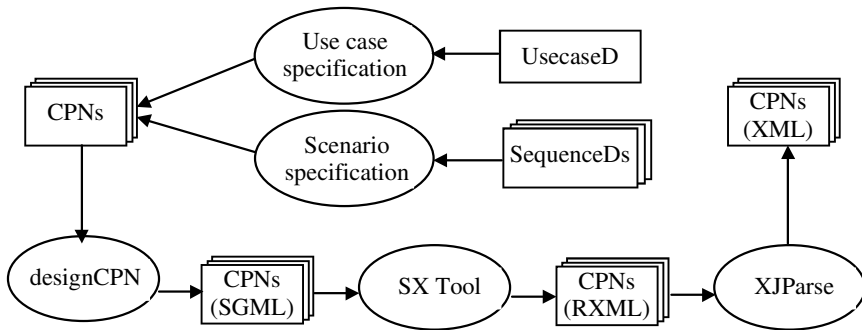 Use case
specification
UsecaseD
CPNs
CPNs
(XML)
Scenario
specification
SequenceDs
designCPN
CPNs
(SGML)
SX Tool
CPNs
(RXML)
XJParse